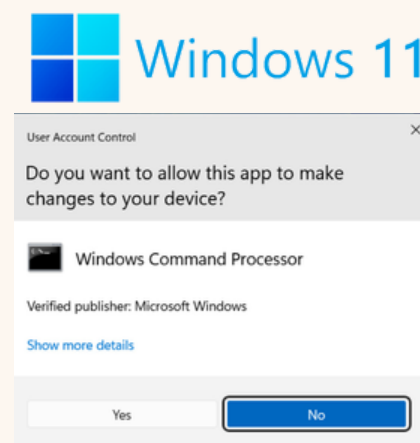 Windows 11
User Account Control
Do you want to allow this app to make
changes to your device?
Windows Command Processor
Verified publisher: Microsoft Windows
Show more details
Yes
No